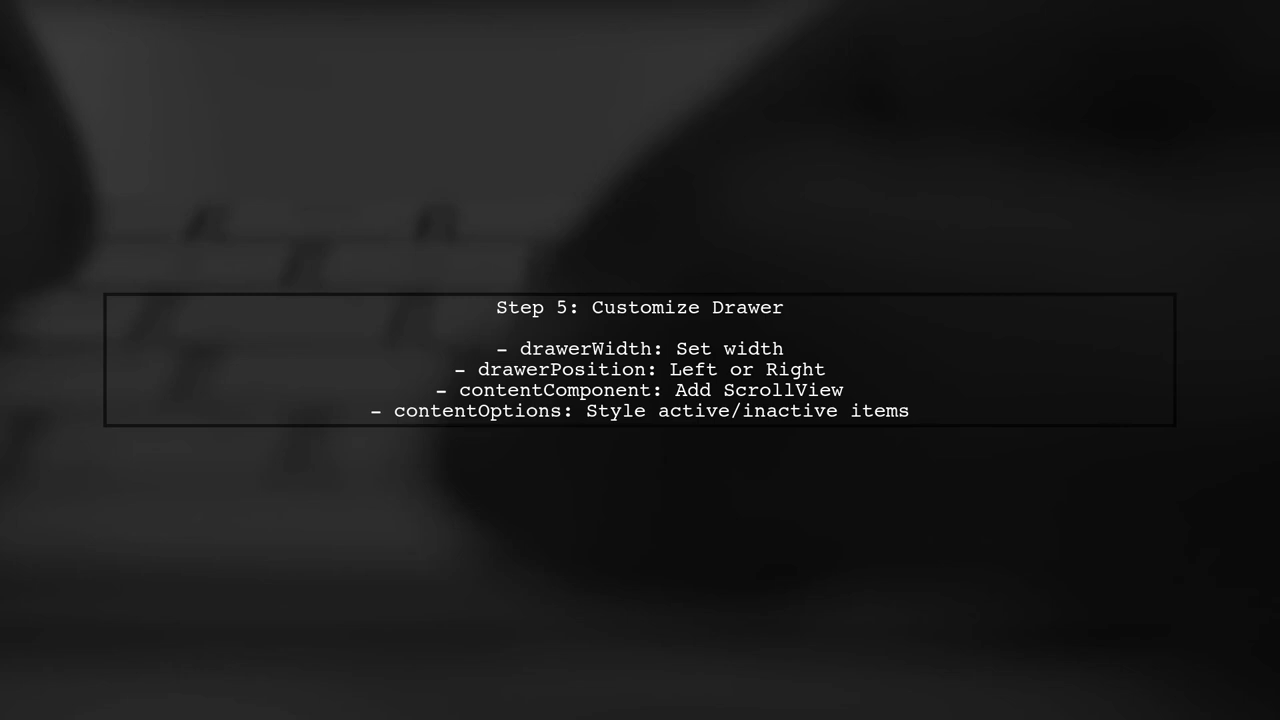 Step 5: Customize Drawer
- drawerWidth: Set width
- drawerPosition: Left or Right
- contentComponent: Add ScrollView
- contentOptions: Style active/inactive items